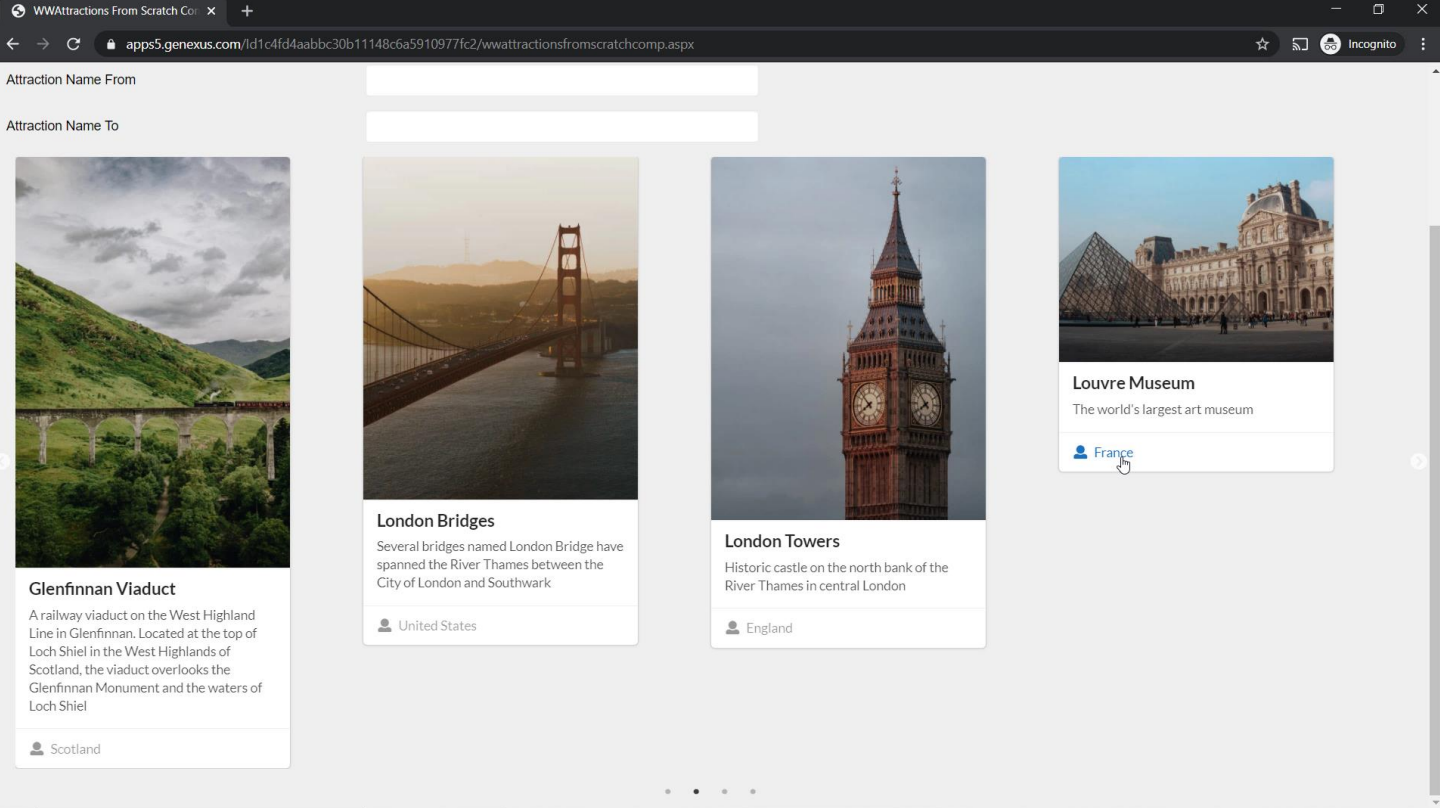 WWAttractions From Scratch Co
apps5.genexus.com/Id1c4fd4aabbc30b11148c6a5910977fc2/wwattractionsfromscratchcomp.aspx
Incognito
Attraction Name From
Attraction Name To
Glenfinnan Viaduct
A railway viaduct on the West Highland
Line in Glenfinnan. Located at the top of
Loch Shiel in the West Highlands of
Scotland, the viaduct overlooks the
Glenfinnan Monument and the waters of
Loch Shiel
Scotland
London Bridges
Several bridges named London Bridge have
spanned the River Thames between the
City of London and Southwark
United States
London Towers
Historic castle on the north bank of the
River Thames in central London
England
Louvre Museum
The world's largest art museum
France